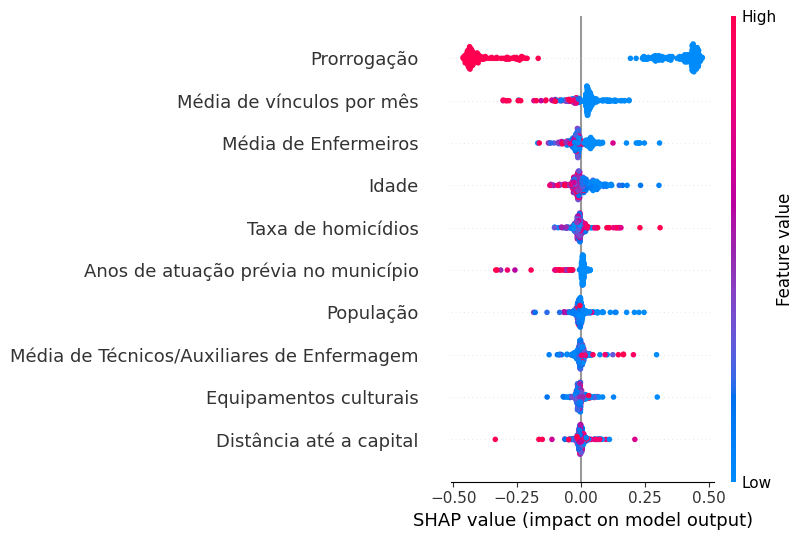 High
Prorrogação
Média de vínculos por mês
Média de Enfermeiros
Idade
Taxa de homicídios
Anos de atuação prévia no município
População
Média de Técnicos/Auxiliares de Enfermagem
Equipamentos culturais
Distância até a capital
Feature value
Low
−0.50 −0.25 0.00 0.25 0.50
SHAP value (impact on model output)